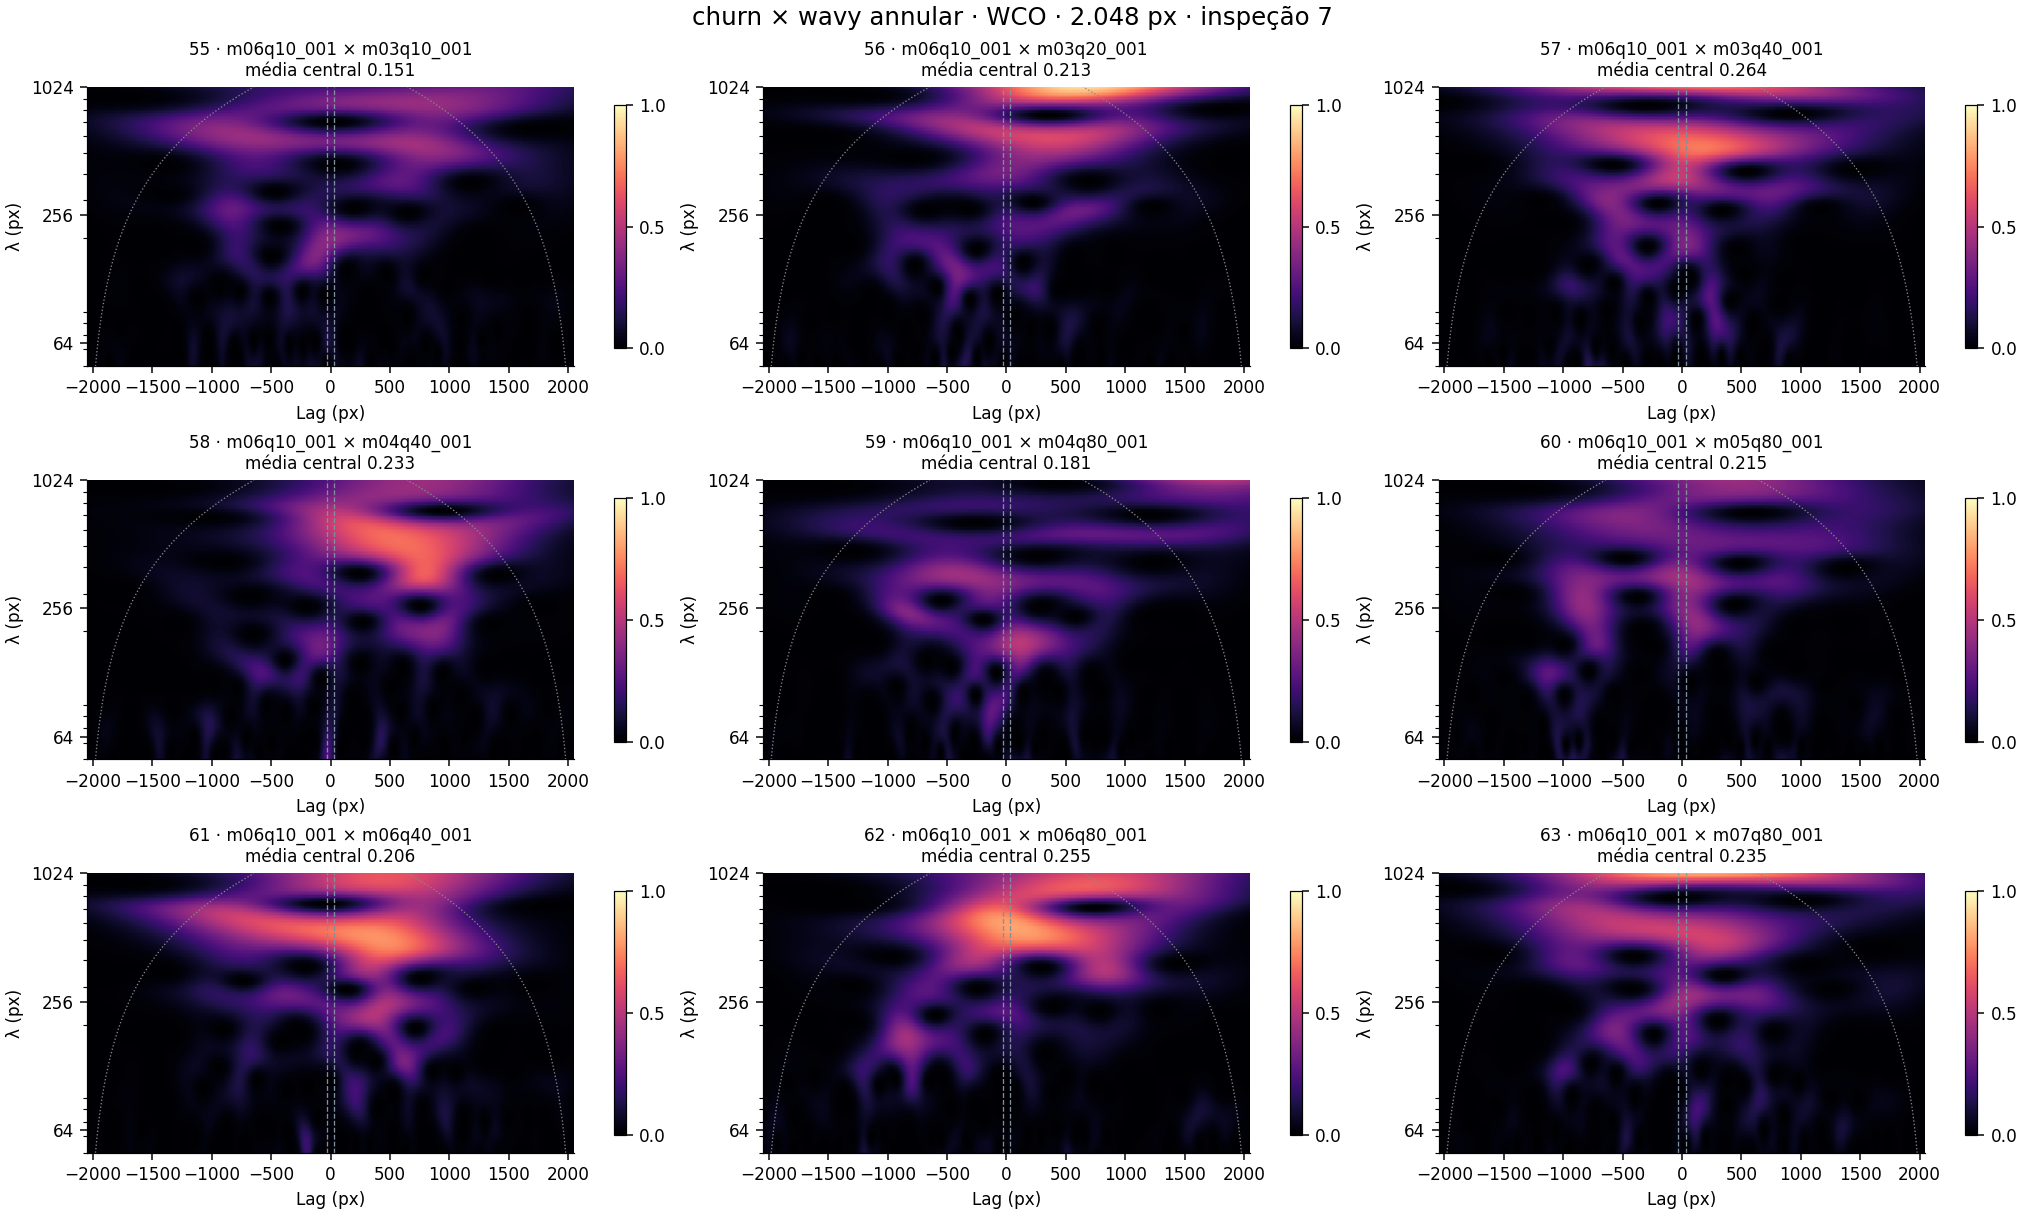 churn × wavy annular · WCO · 2.048 px · inspeção 7
55 · m06q10_001 × m03q10_001
média central 0.151
1024
256
64
λ (px)
−2000 −1500 −1000 −500 0 500 1000 1500 2000
Lag (px)
1.0
0.5
0.0
56 · m06q10_001 × m03q20_001
média central 0.213
1024
256
64
λ (px)
−2000 −1500 −1000 −500 0 500 1000 1500 2000
Lag (px)
1.0
0.5
0.0
57 · m06q10_001 × m03q40_001
média central 0.264
1024
256
64
λ (px)
−2000 −1500 −1000 −500 0 500 1000 1500 2000
Lag (px)
1.0
0.5
0.0
58 · m06q10_001 × m04q40_001
média central 0.233
1024
256
64
λ (px)
−2000 −1500 −1000 −500 0 500 1000 1500 2000
Lag (px)
1.0
0.5
0.0
59 · m06q10_001 × m04q80_001
média central 0.181
1024
256
64
λ (px)
−2000 −1500 −1000 −500 0 500 1000 1500 2000
Lag (px)
1.0
0.5
0.0
60 · m06q10_001 × m05q80_001
média central 0.215
1024
256
64
λ (px)
−2000 −1500 −1000 −500 0 500 1000 1500 2000
Lag (px)
1.0
0.5
0.0
61 · m06q10_001 × m06q40_001
média central 0.206
1024
256
64
λ (px)
−2000 −1500 −1000 −500 0 500 1000 1500 2000
Lag (px)
1.0
0.5
0.0
62 · m06q10_001 × m06q80_001
média central 0.255
1024
256
64
λ (px)
−2000 −1500 −1000 −500 0 500 1000 1500 2000
Lag (px)
1.0
0.5
0.0
63 · m06q10_001 × m07q80_001
média central 0.235
1024
256
64
λ (px)
−2000 −1500 −1000 −500 0 500 1000 1500 2000
Lag (px)
1.0
0.5
0.0